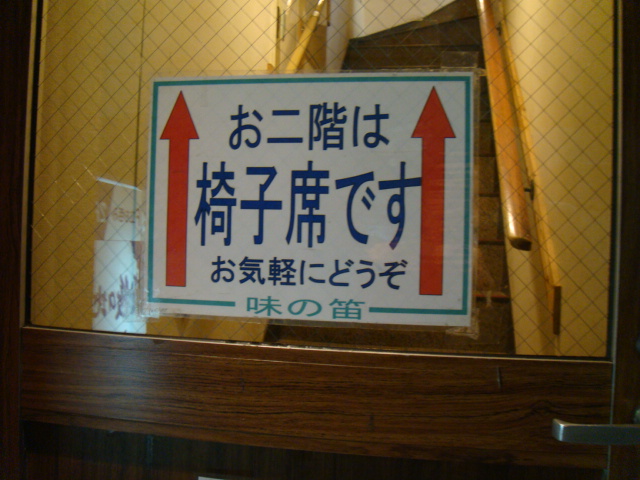 お二階は
椅子席です
お気軽にどうぞ
味の笛